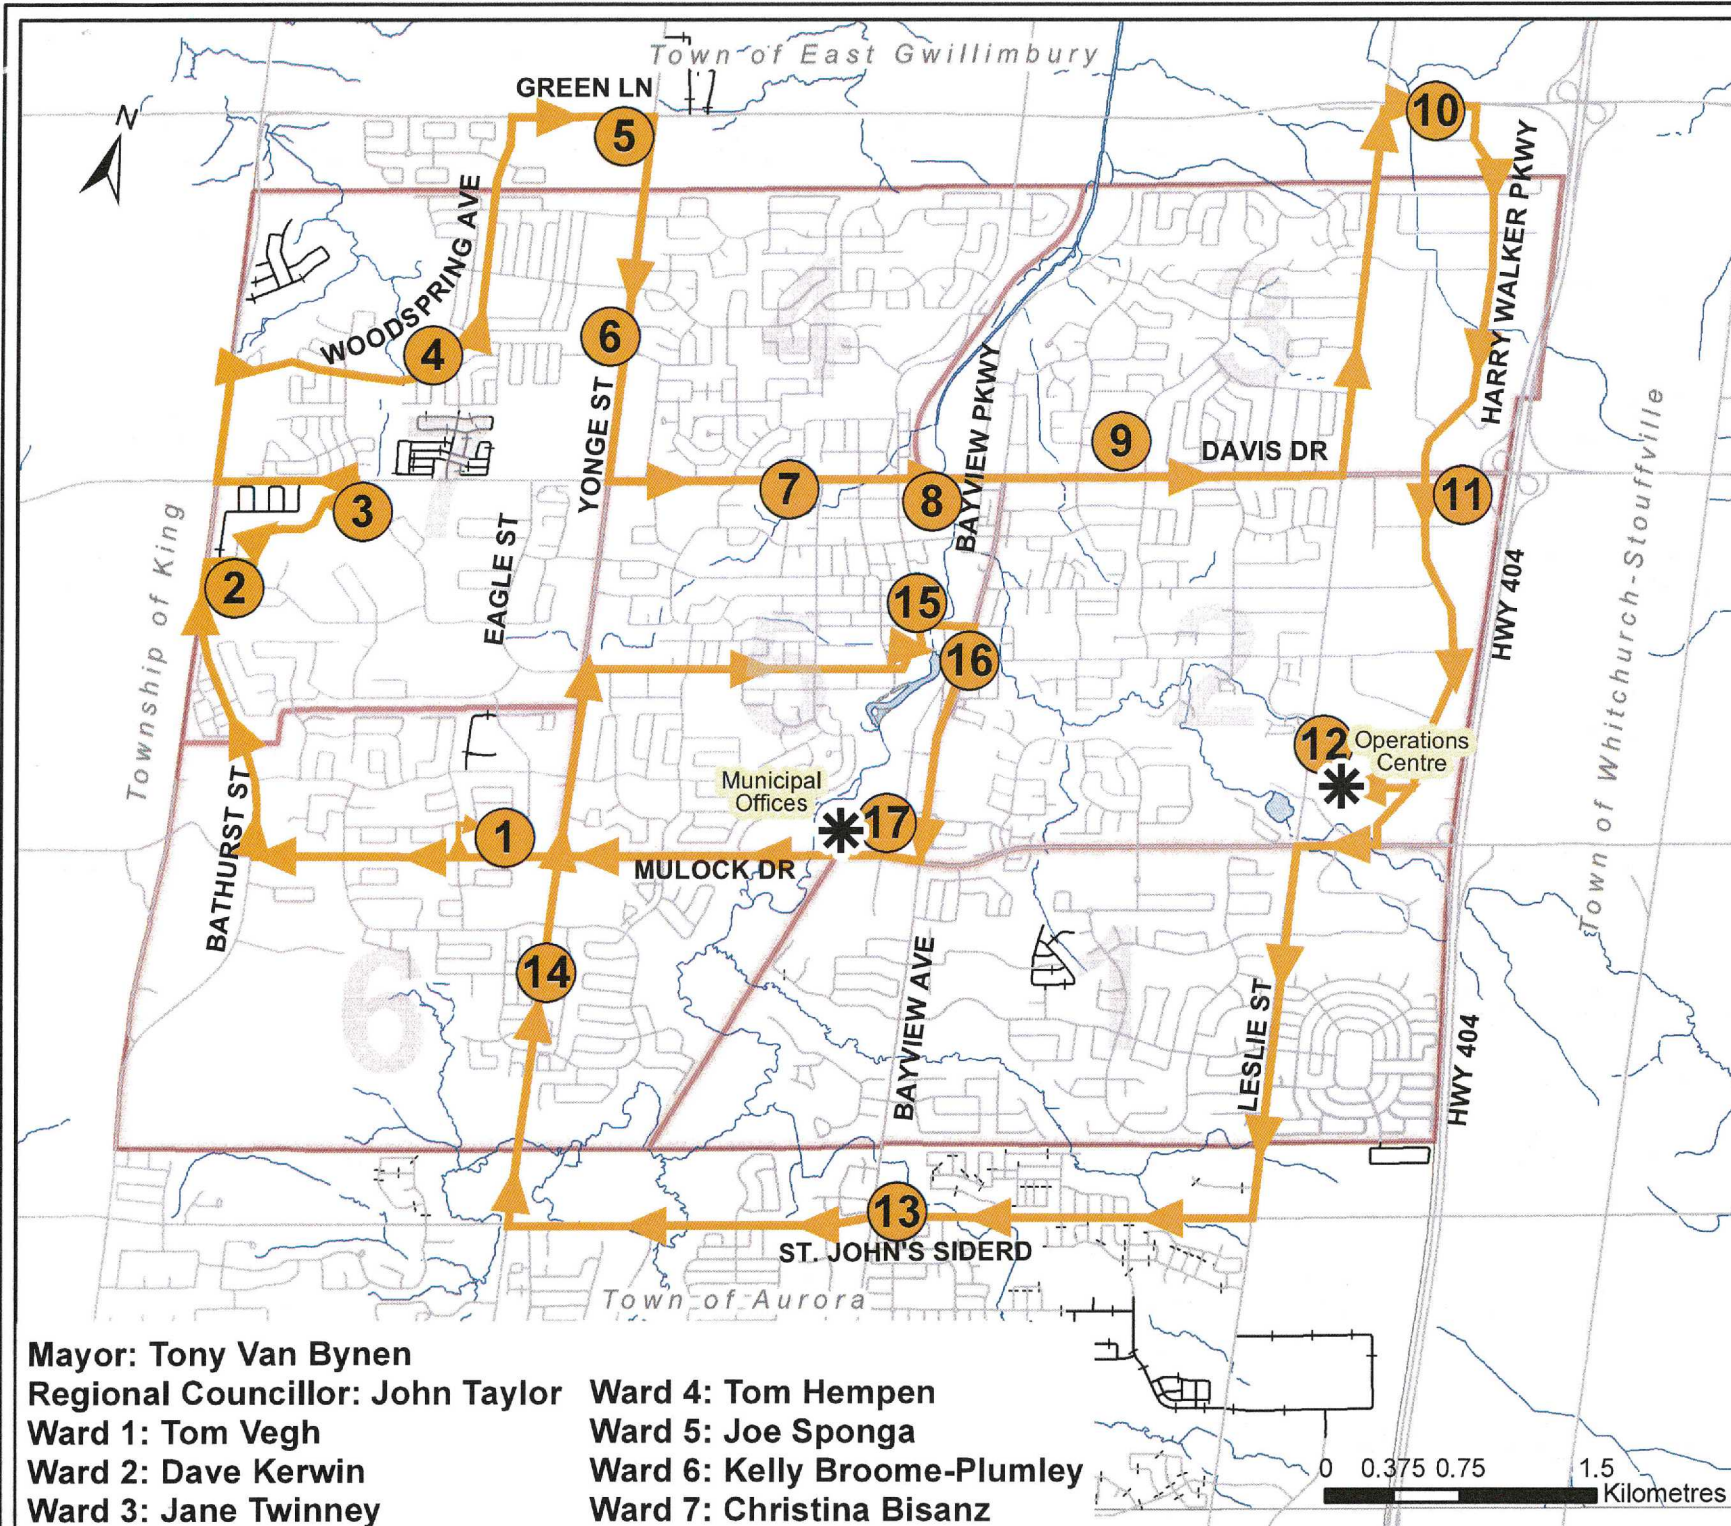 Town of East Gwillimbury
N
GREEN LN
5
10
WOODSPRING AVE
HARRY WALKER PKWY
4
6
YONGE ST
BAYVIEW PKWY
9
DAVIS DR
3
7
8
11
2
EAGLE ST
Township of King
15
16
HWY 404
Town of Whitchurch-Stouffville
12
Operations
Centre
Municipal
Offices
17
1
MULOCK DR
BATHURST ST
14
6
BAYVIEW AVE
LESLIE ST
HWY 404
13
ST. JOHN'S SIDERD
Town of Aurora
Mayor: Tony Van Bynen
Regional Councillor: John Taylor
Ward 1: Tom Vegh
Ward 2: Dave Kerwin
Ward 3: Jane Twinney
Ward 4: Tom Hempen
Ward 5: Joe Sponga
Ward 6: Kelly Broome-Plumley
Ward 7: Christina Bisanz
0 0.375 0.75 1.5
Kilometres